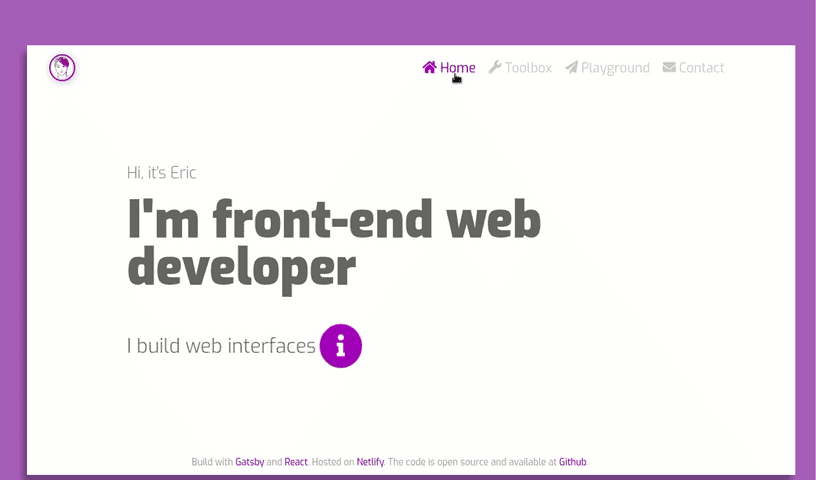 Home Toolbox Playground Contact
Hi, it's Eric
I'm front-end web
developer
I build web interfaces
Build with Gatsby and React. Hosted on Netlify. The code is open source and available at Github.